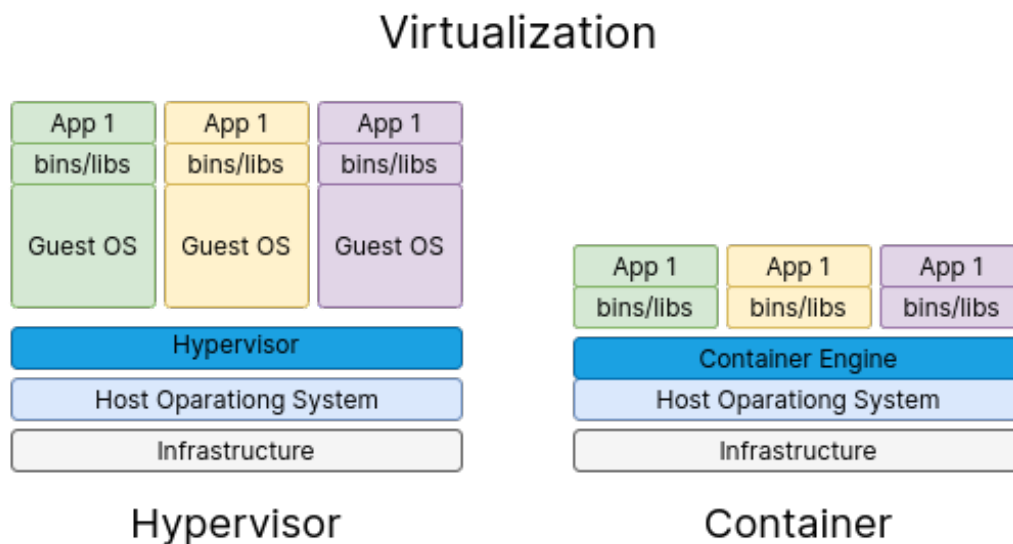 Virtualization
App 1
App 1
App 1
bins/libs
bins/libs
bins/libs
Guest OS
Guest OS
Guest OS
Hypervisor
Host Oparationg System
Infrastructure
Hypervisor
App 1
App 1
App 1
bins/libs
bins/libs
bins/libs
Container Engine
Host Oparationg System
Infrastructure
Container